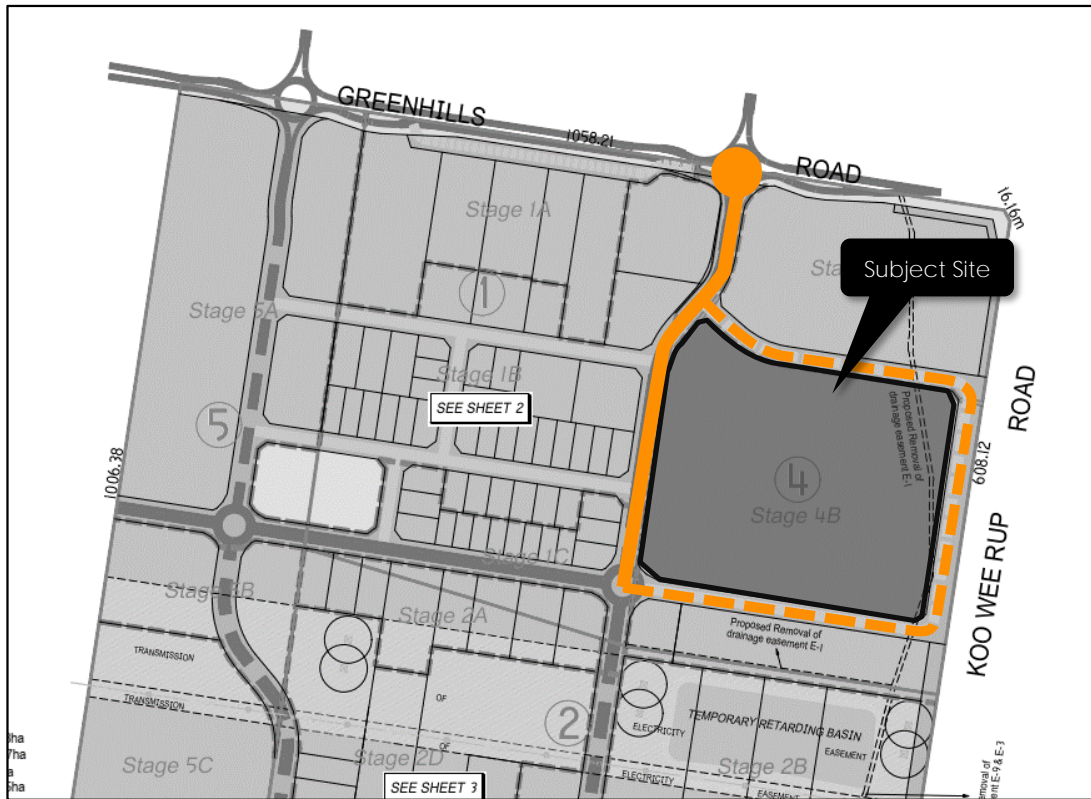 GREENHILLS
1058.21
ROAD
16.16m
Stage 1A
Subject Site
1
Stage 5A
ROAD
Stage 1B
SEE SHEET 2
Proposed Removal of
drainage easement E-1
5
608.12
1006.38
4
Stage 4B
Stage 1C
KOO WEE RUP
Stage 2A
Proposed Removal of
drainage easement E-1
TRANSMISSION
TRANSMISSION
OF
OF
ELECTRICITY
TEMPORARY RETARDING BASIN
EASEMENT
2
Stage 5C
Stage 2D
Stage 2B
ELECTRICITY
EASEMENT
SEE SHEET 3